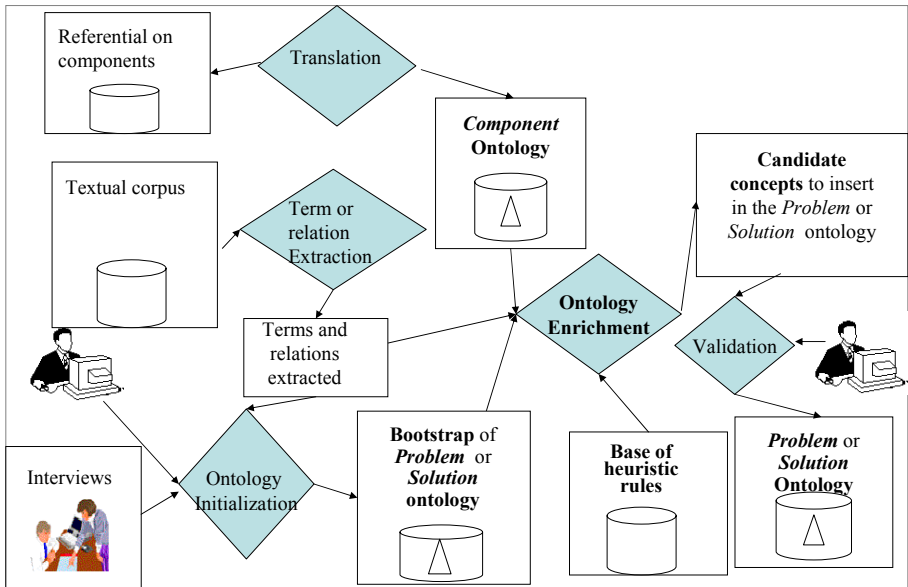 Referential on
components
Translation
Component
Ontology
Candidate
concepts to insert
in the Problem or
Solution ontology
Textual corpus
Term or
relation
Extraction
Ontology
Enrichment
Terms and
relations
extracted
Validation
Interviews
Ontology
Initialization
Bootstrap of
Problem or
Solution
ontology
Base of
heuristic
rules
Problem or
Solution
Ontology